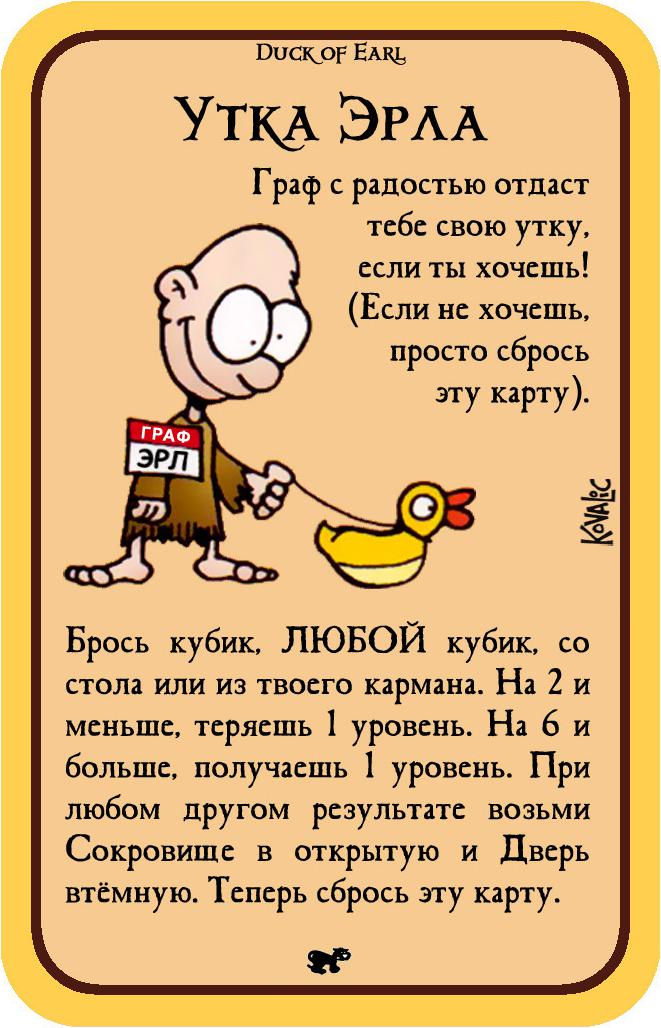 Duck of Earl
Утка Эрла
Граф с радостью отдаст
тебе свою утку,
если ты хочешь!
(Если не хочешь,
просто сбрось
эту карту).
ГРАФ
ЭРЛ
Kovalic
Брось кубик, ЛЮБОЙ кубик, со
стола или из твоего кармана. На 2 и
меньше, теряешь 1 уровень. На 6 и
больше, получаешь 1 уровень. При
любом другом результате возьми
Сокровище в открытую и Дверь
втёмную. Теперь сбрось эту карту.